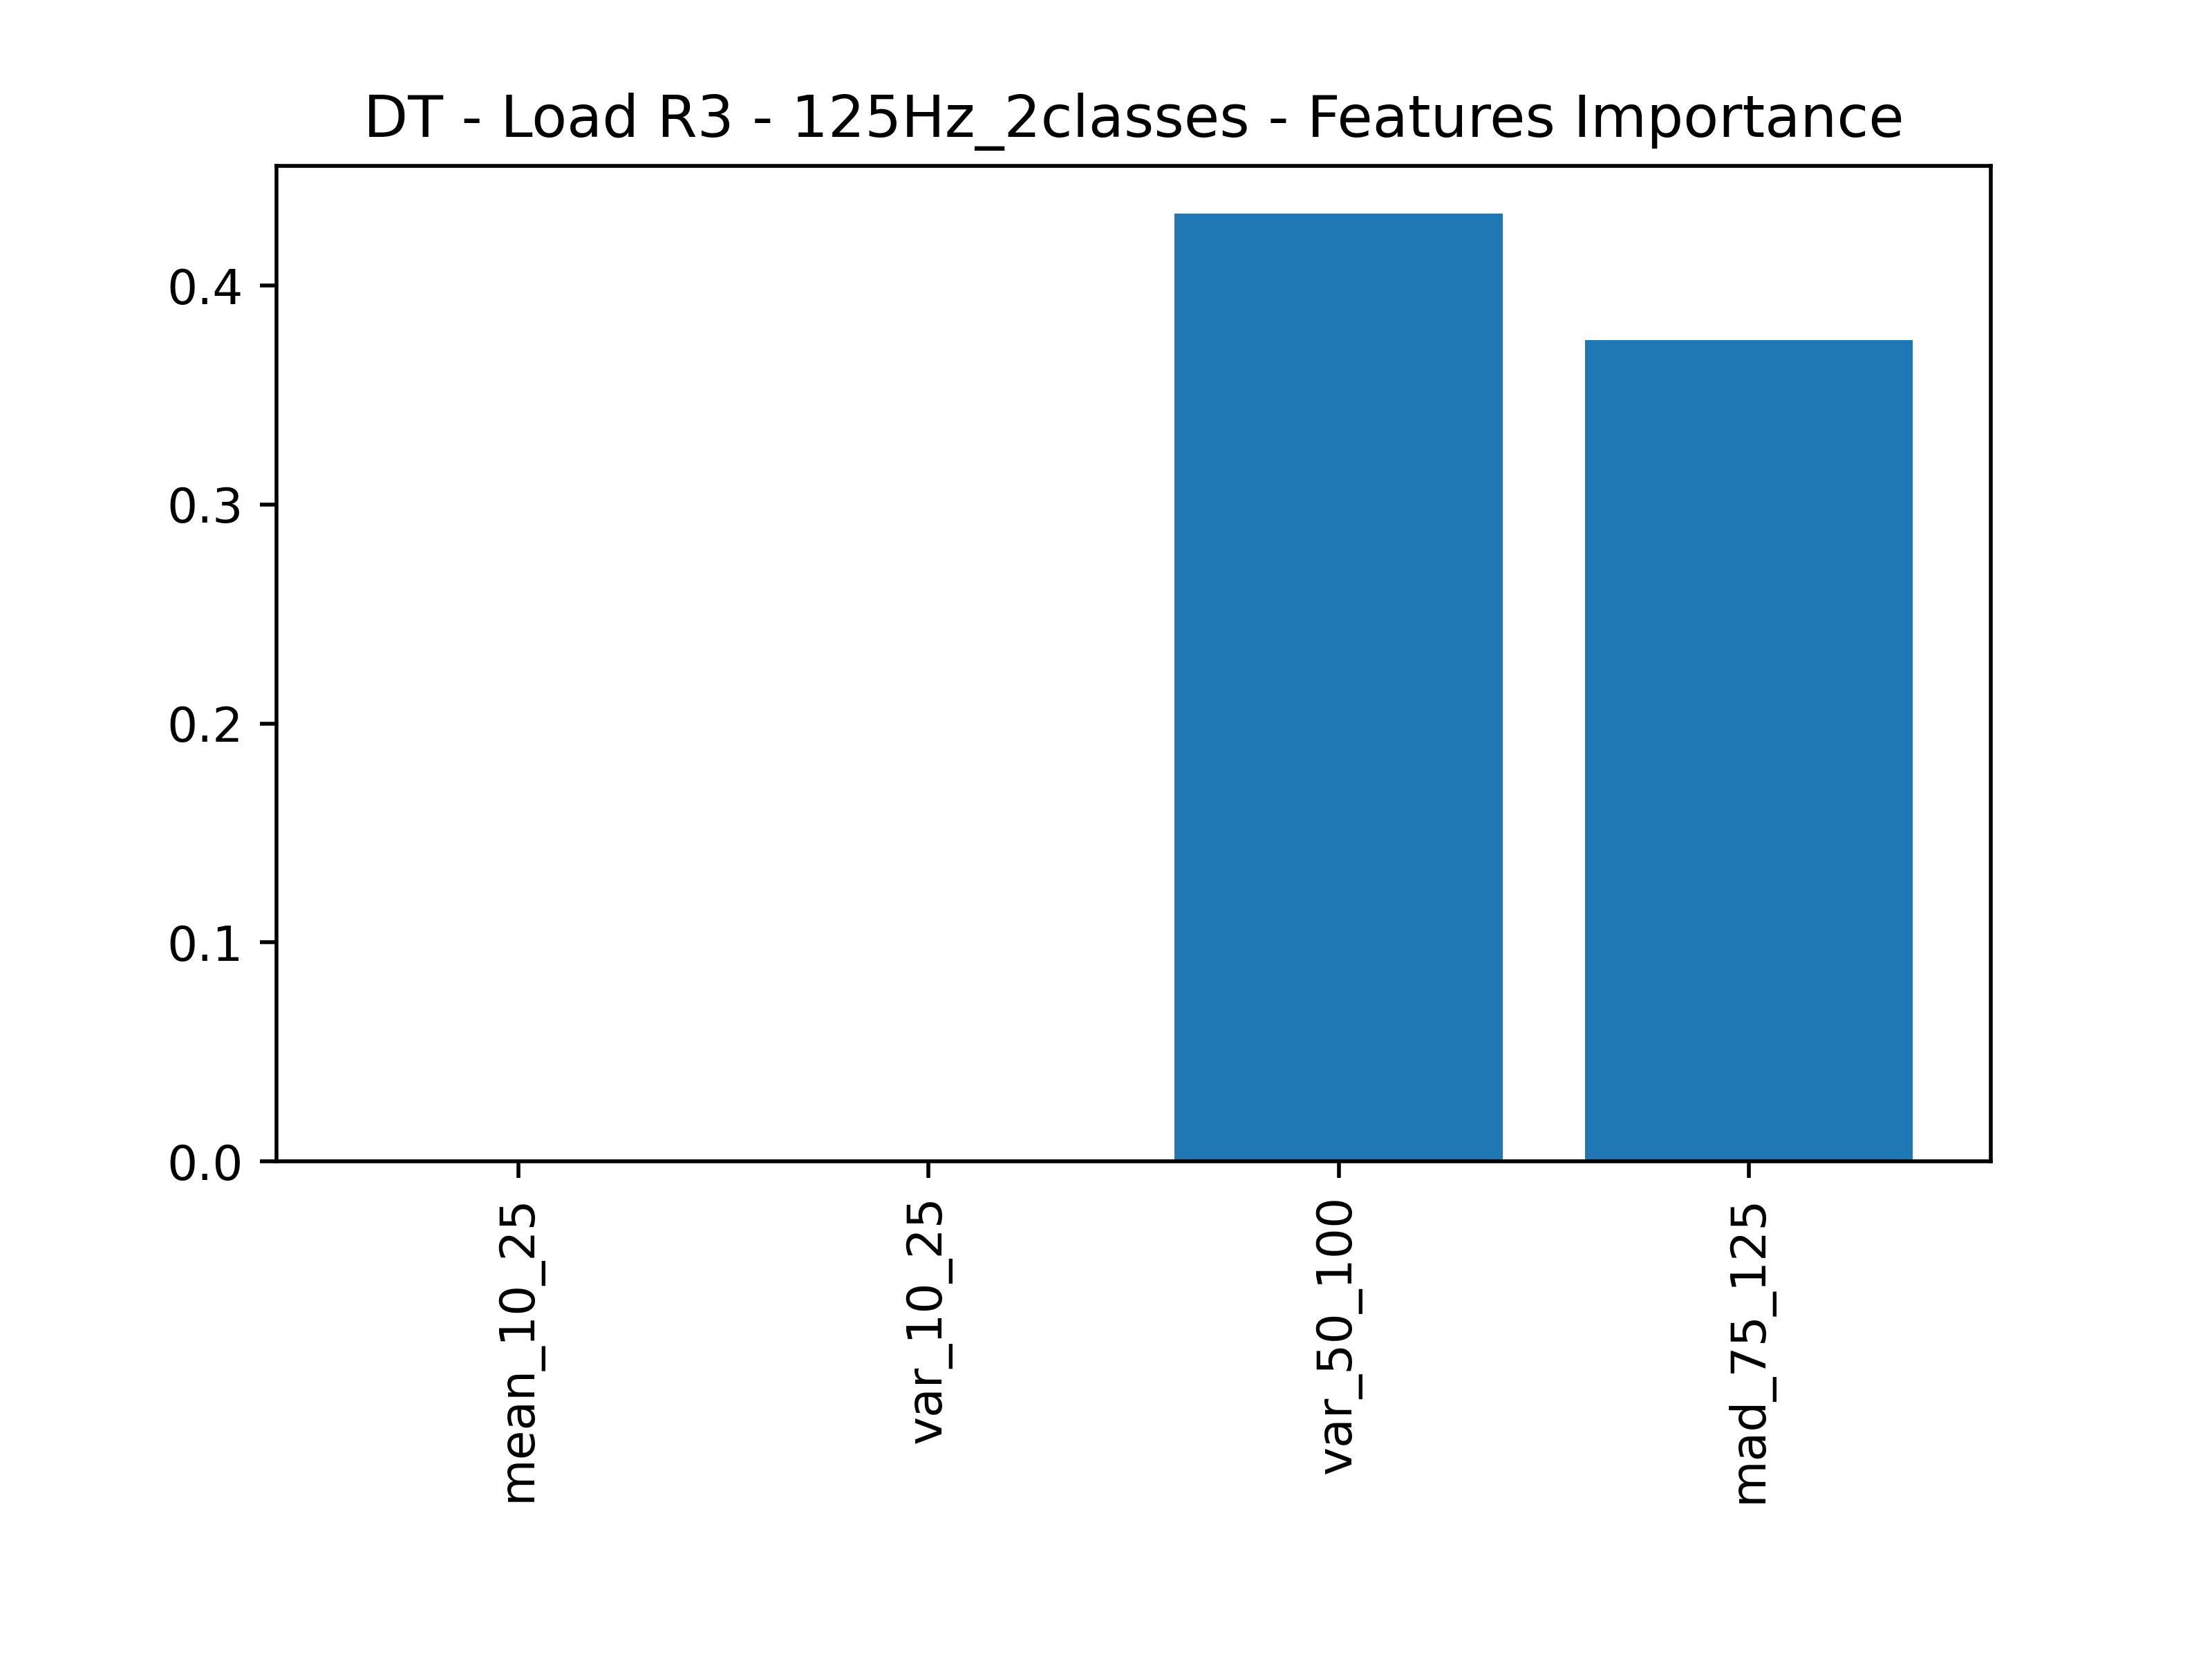 DT - Load R3 - 125Hz_2classes - Features Importance
0.4
0.3
0.2
0.1
0.0
mean_10_25
var_10_25
var_50_100
mad_75_125